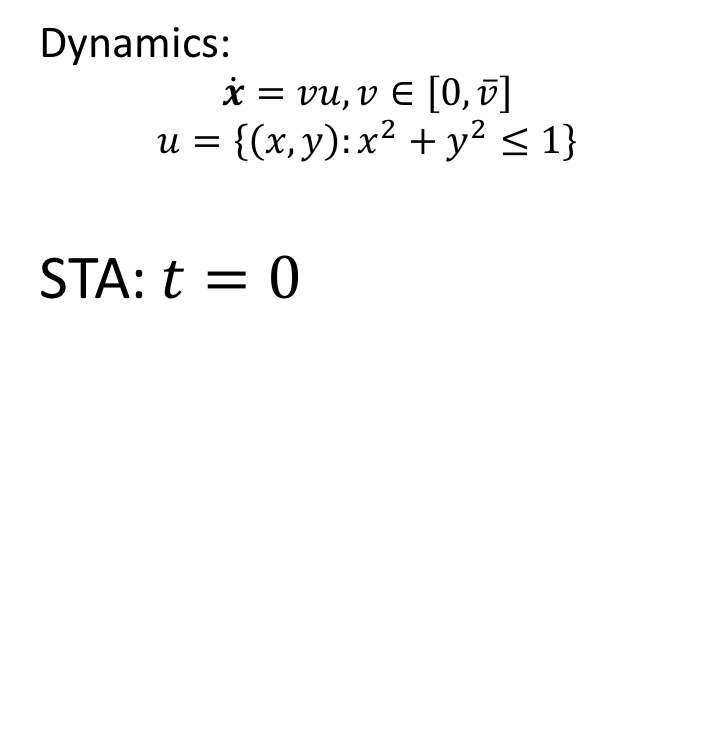 Dynamics:
𝒙̇ = 𝑣𝑢, 𝑣 ∈ [0, 𝑣̄]
𝑢 = {(𝑥, 𝑦): 𝑥² + 𝑦² ≤ 1}
STA: 𝑡 = 0